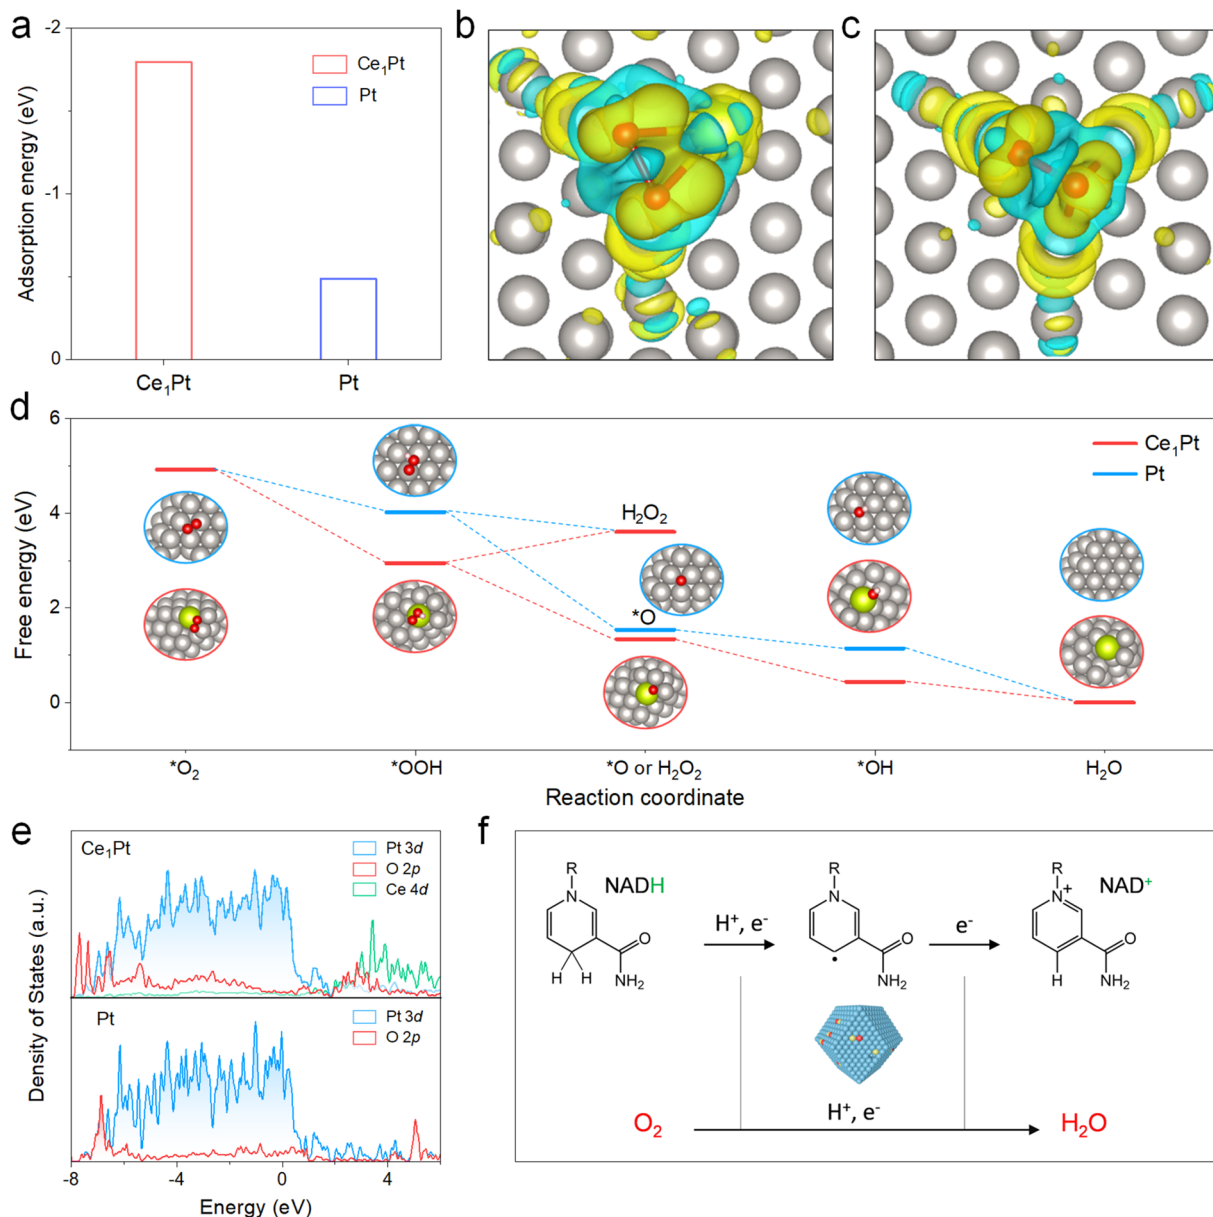 a
-2
-1
0
Adsorption energy (eV)
Ce₁Pt
Pt
Ce₁Pt
Pt
b
c
d
6
4
2
0
Free energy (eV)
Ce₁Pt
Pt
H₂O₂
*O
*O₂
*OOH
*O or H₂O₂
*OH
H₂O
Reaction coordinate
e
Ce₁Pt
Pt 3d
O 2p
Ce 4d
Pt
Pt 3d
O 2p
Density of States (a.u.)
-8
-4
0
4
Energy (eV)
f
R
N
NADH
O
H H
NH₂
H⁺, e⁻
R
N
O
NH₂
e⁻
R
N⁺
NAD⁺
O
H
NH₂
O₂
H⁺, e⁻
H₂O